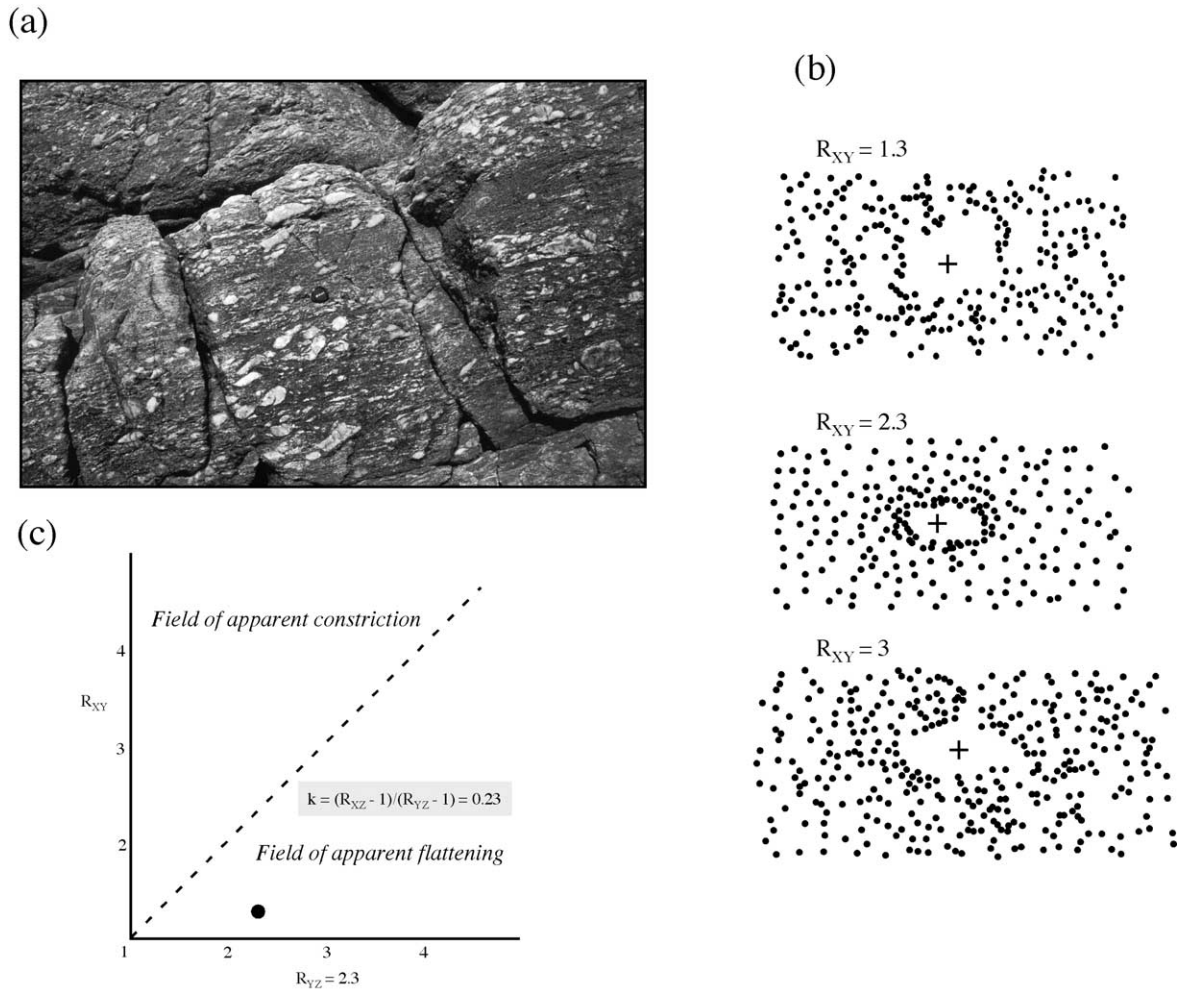 (a)
(b)
R_XY = 1.3
R_XY = 2.3
R_XY = 3
(c)
Field of apparent constriction
4
R_XY
3
k = (R_XZ - 1)/(R_YZ - 1) = 0.23
2
Field of apparent flattening
1 2 3 4
R_YZ = 2.3